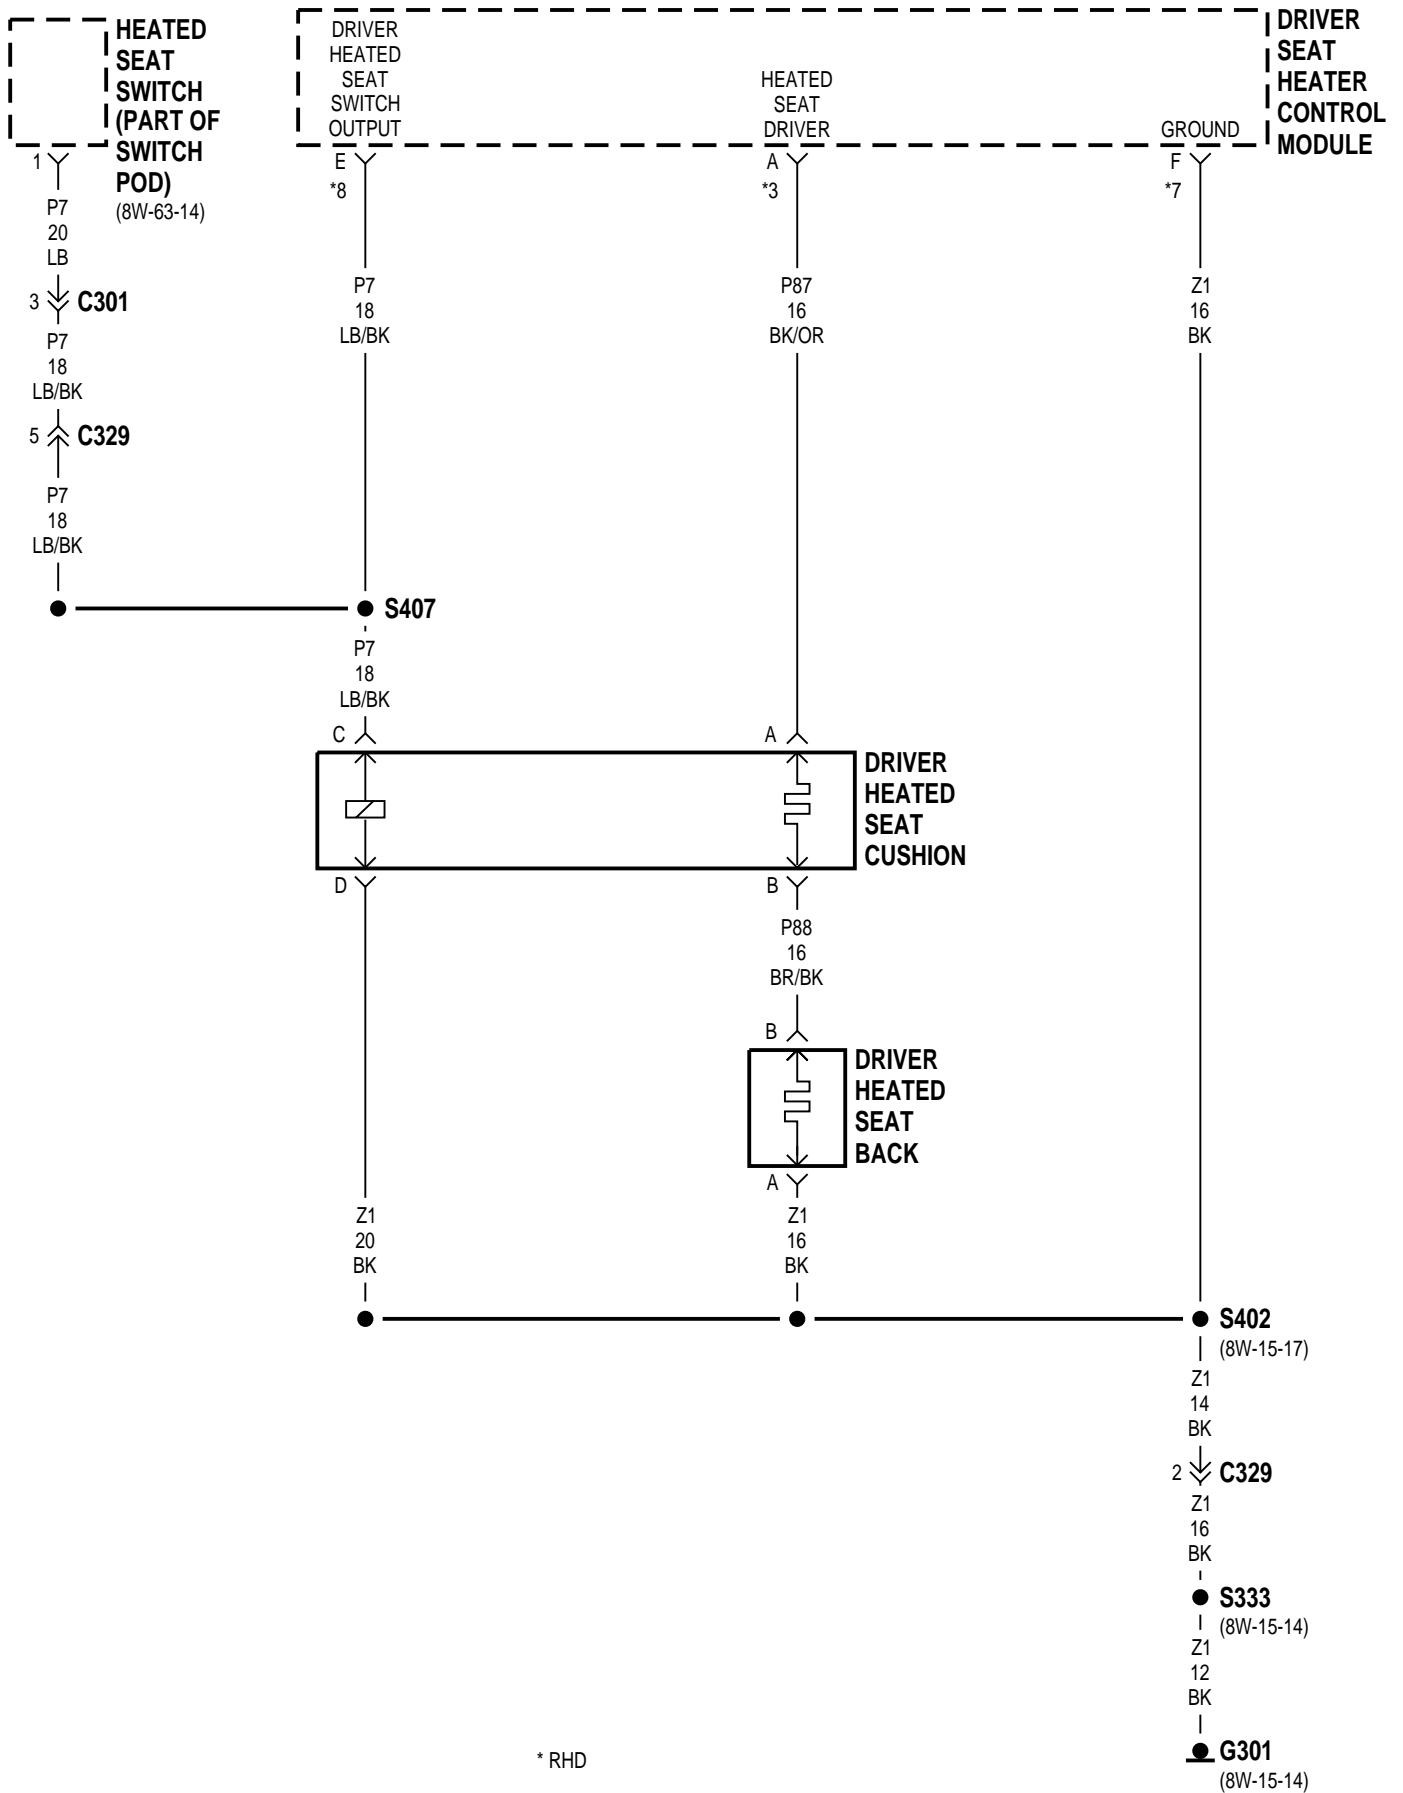 HEATED
SEAT
SWITCH
(PART OF
SWITCH
POD)
(8W-63-14)
DRIVER
HEATED
SEAT
SWITCH
OUTPUT
HEATED
SEAT
DRIVER
GROUND
DRIVER
SEAT
HEATER
CONTROL
MODULE
1
E
*8
A
*3
F
*7
P7
20
LB
3 C301
P7
18
LB/BK
5 C329
P7
18
LB/BK
P7
18
LB/BK
P87
16
BK/OR
Z1
16
BK
S407
P7
18
LB/BK
C
A
DRIVER
HEATED
SEAT
CUSHION
D
B
P88
16
BR/BK
B
DRIVER
HEATED
SEAT
BACK
A
Z1
20
BK
Z1
16
BK
S402
(8W-15-17)
Z1
14
BK
2 C329
Z1
16
BK
S333
(8W-15-14)
Z1
12
BK
G301
(8W-15-14)
* RHD